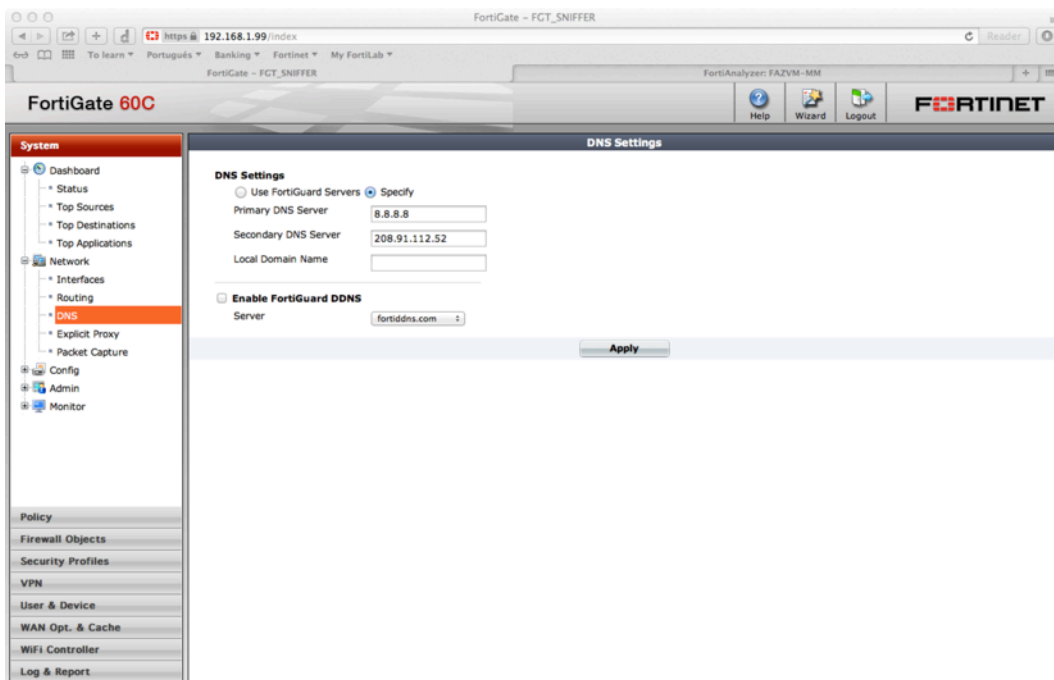 FortiGate – FGT_SNIFFER
https 192.168.1.99/index
Reader
To learn Português Banking Fortinet My FortiLab
FortiGate – FGT_SNIFFER FortiAnalyzer: FAZVM-MM
FortiGate 60C
Help Wizard Logout
FORTINET
System
DNS Settings
Dashboard
Status
Top Sources
Top Destinations
Top Applications
Network
Interfaces
Routing
DNS
Explicit Proxy
Packet Capture
Config
Admin
Monitor
DNS Settings
Use FortiGuard Servers Specify
Primary DNS Server 8.8.8.8
Secondary DNS Server 208.91.112.52
Local Domain Name
Enable FortiGuard DDNS
Server fortiddns.com
Apply
Policy
Firewall Objects
Security Profiles
VPN
User & Device
WAN Opt. & Cache
WiFi Controller
Log & Report